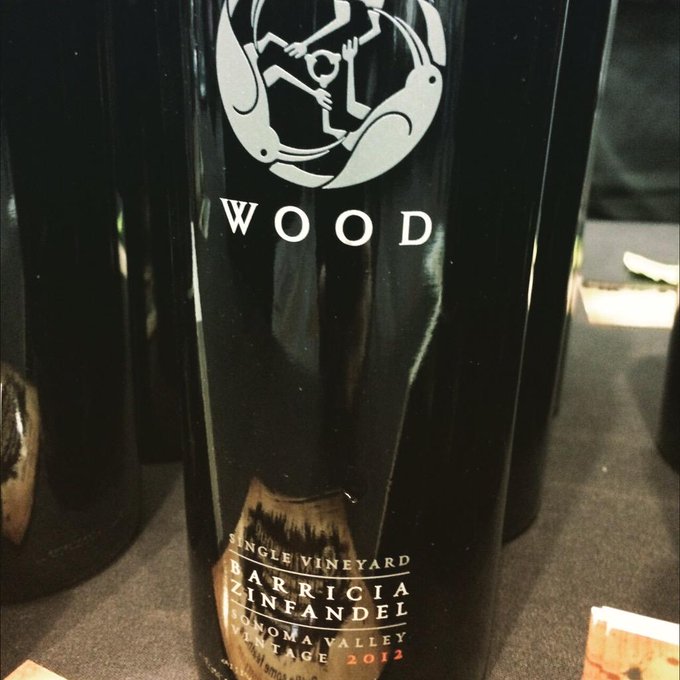 WOOD
SINGLE VINEYARD
BARRICIA
ZINFANDEL
SONOMA VALLEY
VINTAGE 2012